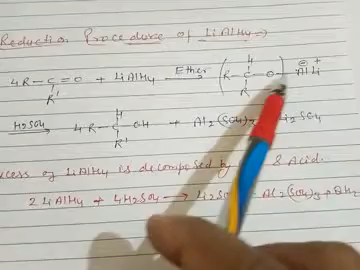 Reduction Procedure of LiAlH4 →
H
4R-C=O + LiAlH4 —Ether→ (R-C-O-) ⊖Al Li+
R' R
H
H2SO4 → 4R-C-OH + Al2(SO4)3 Li2SO4
R'
of LiAlH4 is decomposed by Acid.
2LiAlH4 + 4H2SO4 → Li2SO Al2(SO4)3 + 8H2